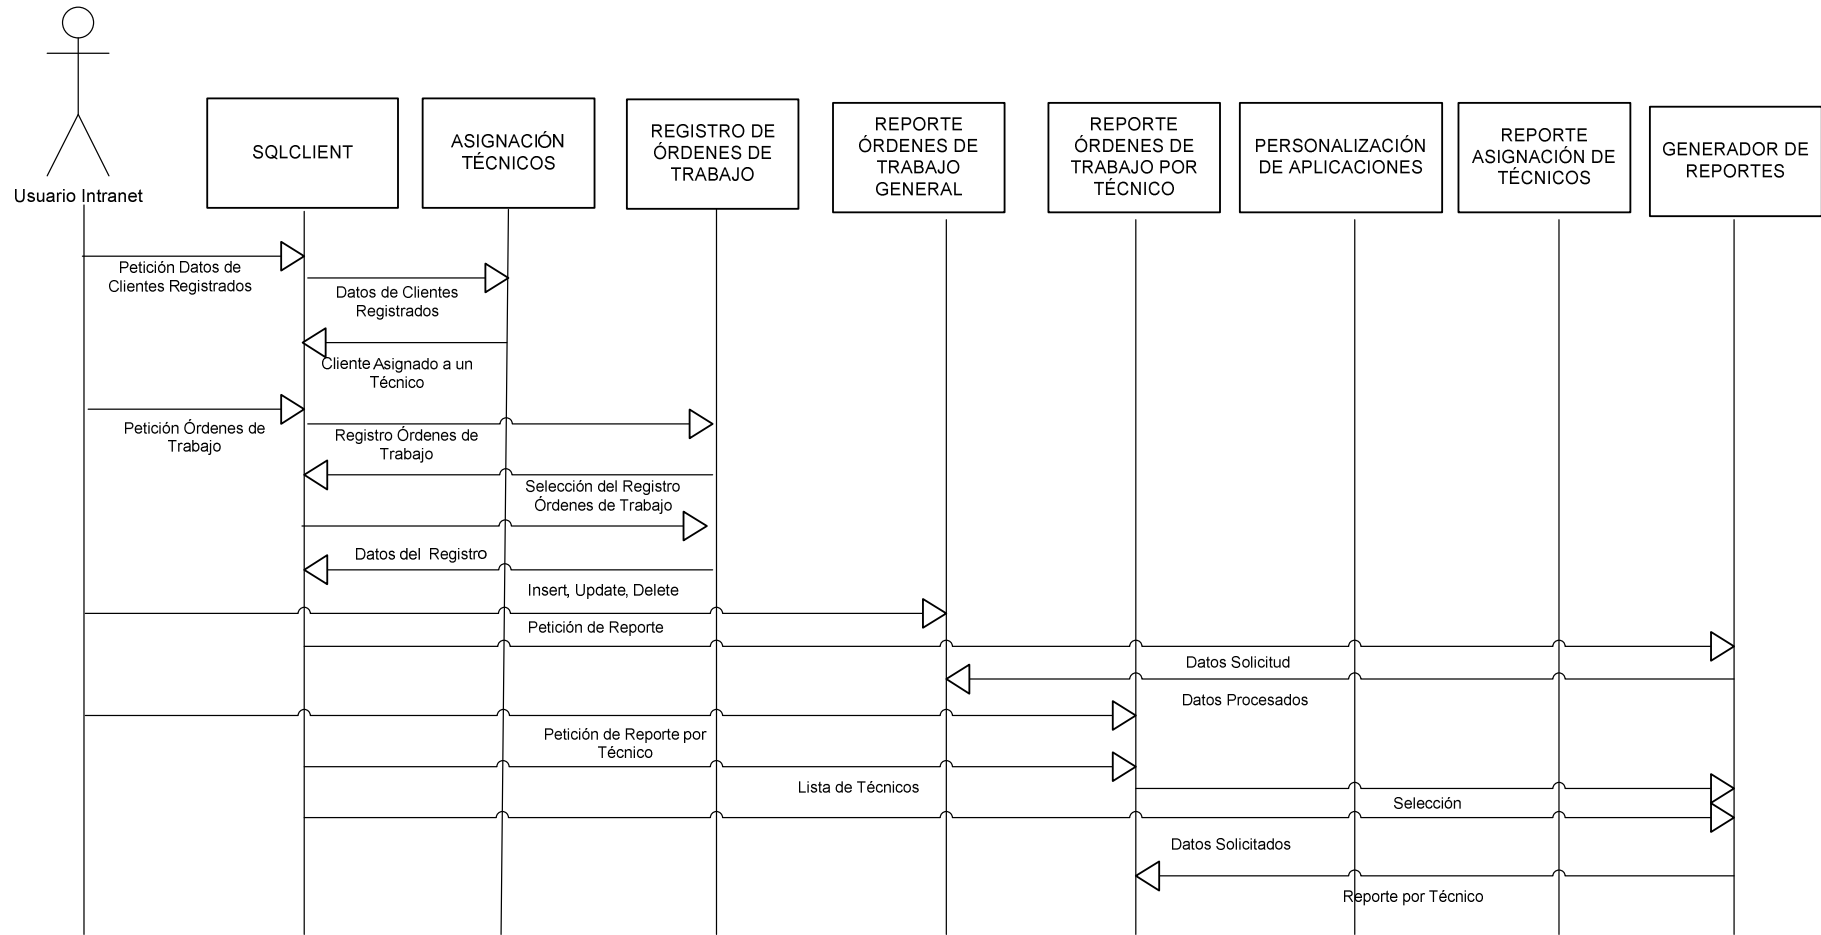 Usuario Intranet
SQLCLIENT
ASIGNACIÓN
TÉCNICOS
REGISTRO DE
ÓRDENES DE
TRABAJO
REPORTE
ÓRDENES DE
TRABAJO
GENERAL
REPORTE
ÓRDENES DE
TRABAJO POR
TÉCNICO
PERSONALIZACIÓN
DE APLICACIONES
REPORTE
ASIGNACIÓN DE
TÉCNICOS
GENERADOR DE
REPORTES
Petición Datos de
Clientes Registrados
Datos de Clientes
Registrados
Cliente Asignado a un
Técnico
Petición Órdenes de
Trabajo
Registro Órdenes de
Trabajo
Selección del Registro
Órdenes de Trabajo
Datos del Registro
Insert, Update, Delete
Petición de Reporte
Datos Solicitud
Datos Procesados
Petición de Reporte por
Técnico
Lista de Técnicos
Selección
Datos Solicitados
Reporte por Técnico